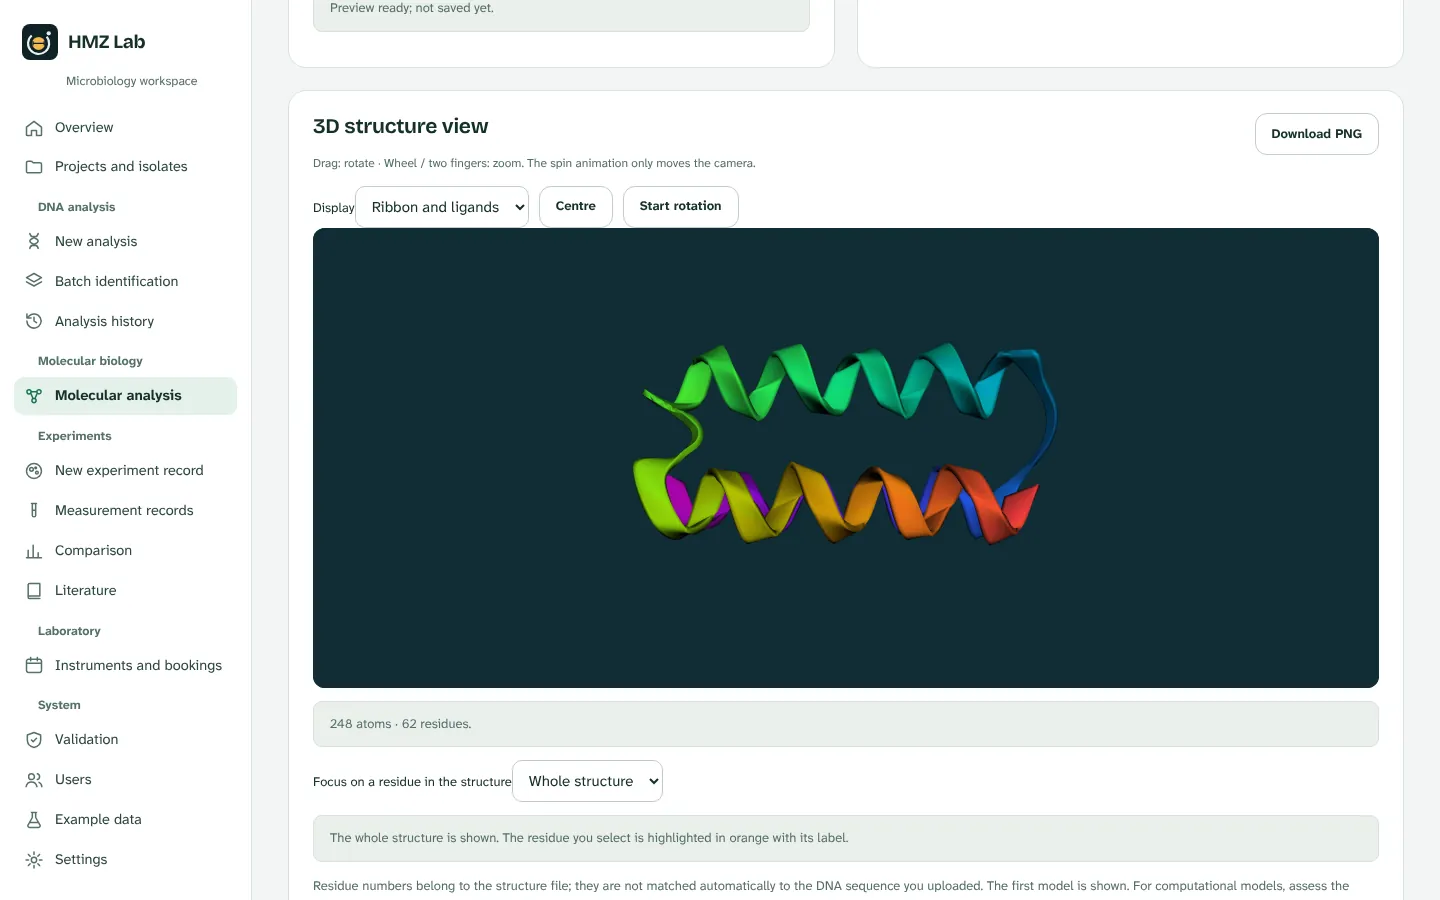 HMZ Lab
Microbiology workspace
Overview
Projects and isolates
DNA analysis
New analysis
Batch identification
Analysis history
Molecular biology
Molecular analysis
Experiments
New experiment record
Measurement records
Comparison
Literature
Laboratory
Instruments and bookings
System
Validation
Users
Example data
Settings
Preview ready; not saved yet.
3D structure view
Download PNG
Drag: rotate · Wheel / two fingers: zoom. The spin animation only moves the camera.
Display Ribbon and ligands Centre Start rotation
248 atoms · 62 residues.
Focus on a residue in the structure Whole structure
The whole structure is shown. The residue you select is highlighted in orange with its label.
Residue numbers belong to the structure file; they are not matched automatically to the DNA sequence you uploaded. The first model is shown. For computational models, assess the